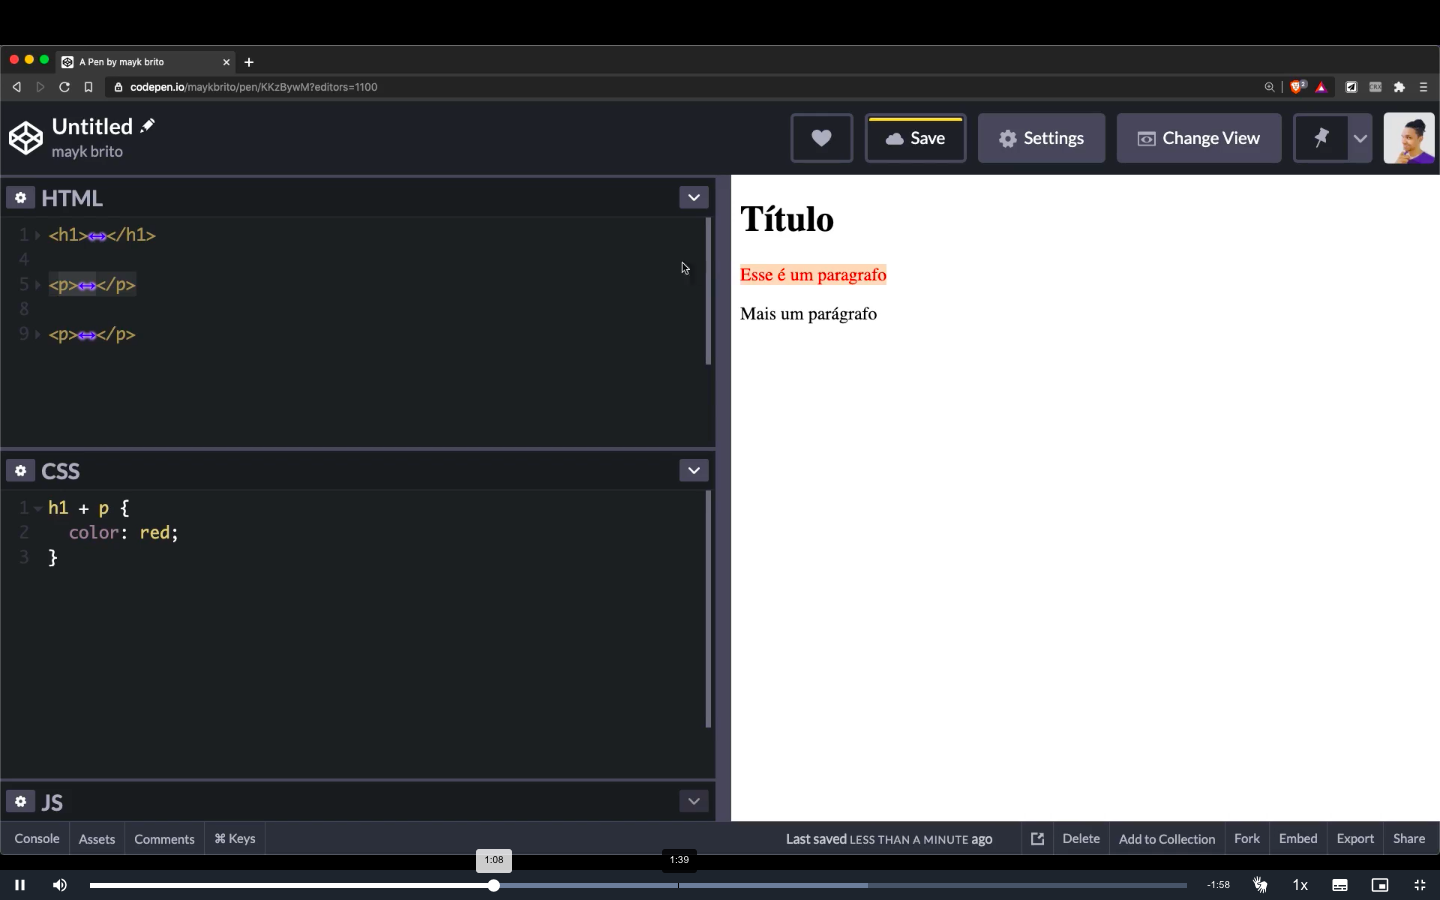 A Pen by mayk brito
codepen.io/maykbrito/pen/KKzBywM?editors=1100
Untitled
mayk brito
Save
Settings
Change View
HTML
1 <h1></h1>
4
5 <p></p>
8
9 <p></p>
CSS
1 h1 + p {
2 color: red;
3 }
JS
Título
Esse é um paragrafo
Mais um parágrafo
Console
Assets
Comments
⌘ Keys
Last saved LESS THAN A MINUTE ago
Delete
Add to Collection
Fork
Embed
Export
Share
1:08
1:39
-1:58
1x